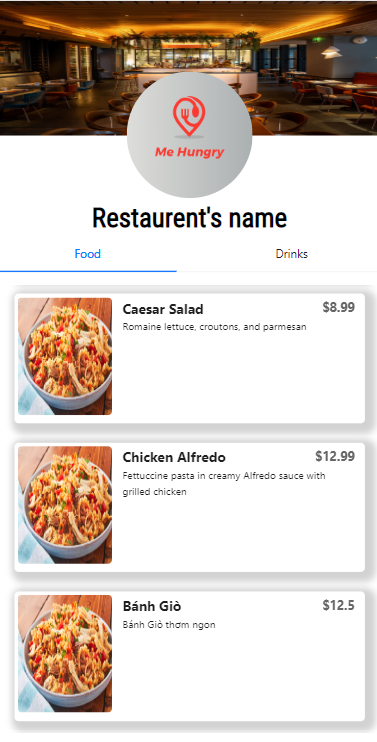 Me Hungry
Restaurent's name
Food
Drinks
Caesar Salad
$8.99
Romaine lettuce, croutons, and parmesan
Chicken Alfredo
$12.99
Fettuccine pasta in creamy Alfredo sauce with
grilled chicken
Bánh Giò
$12.5
Bánh Giò thơm ngon